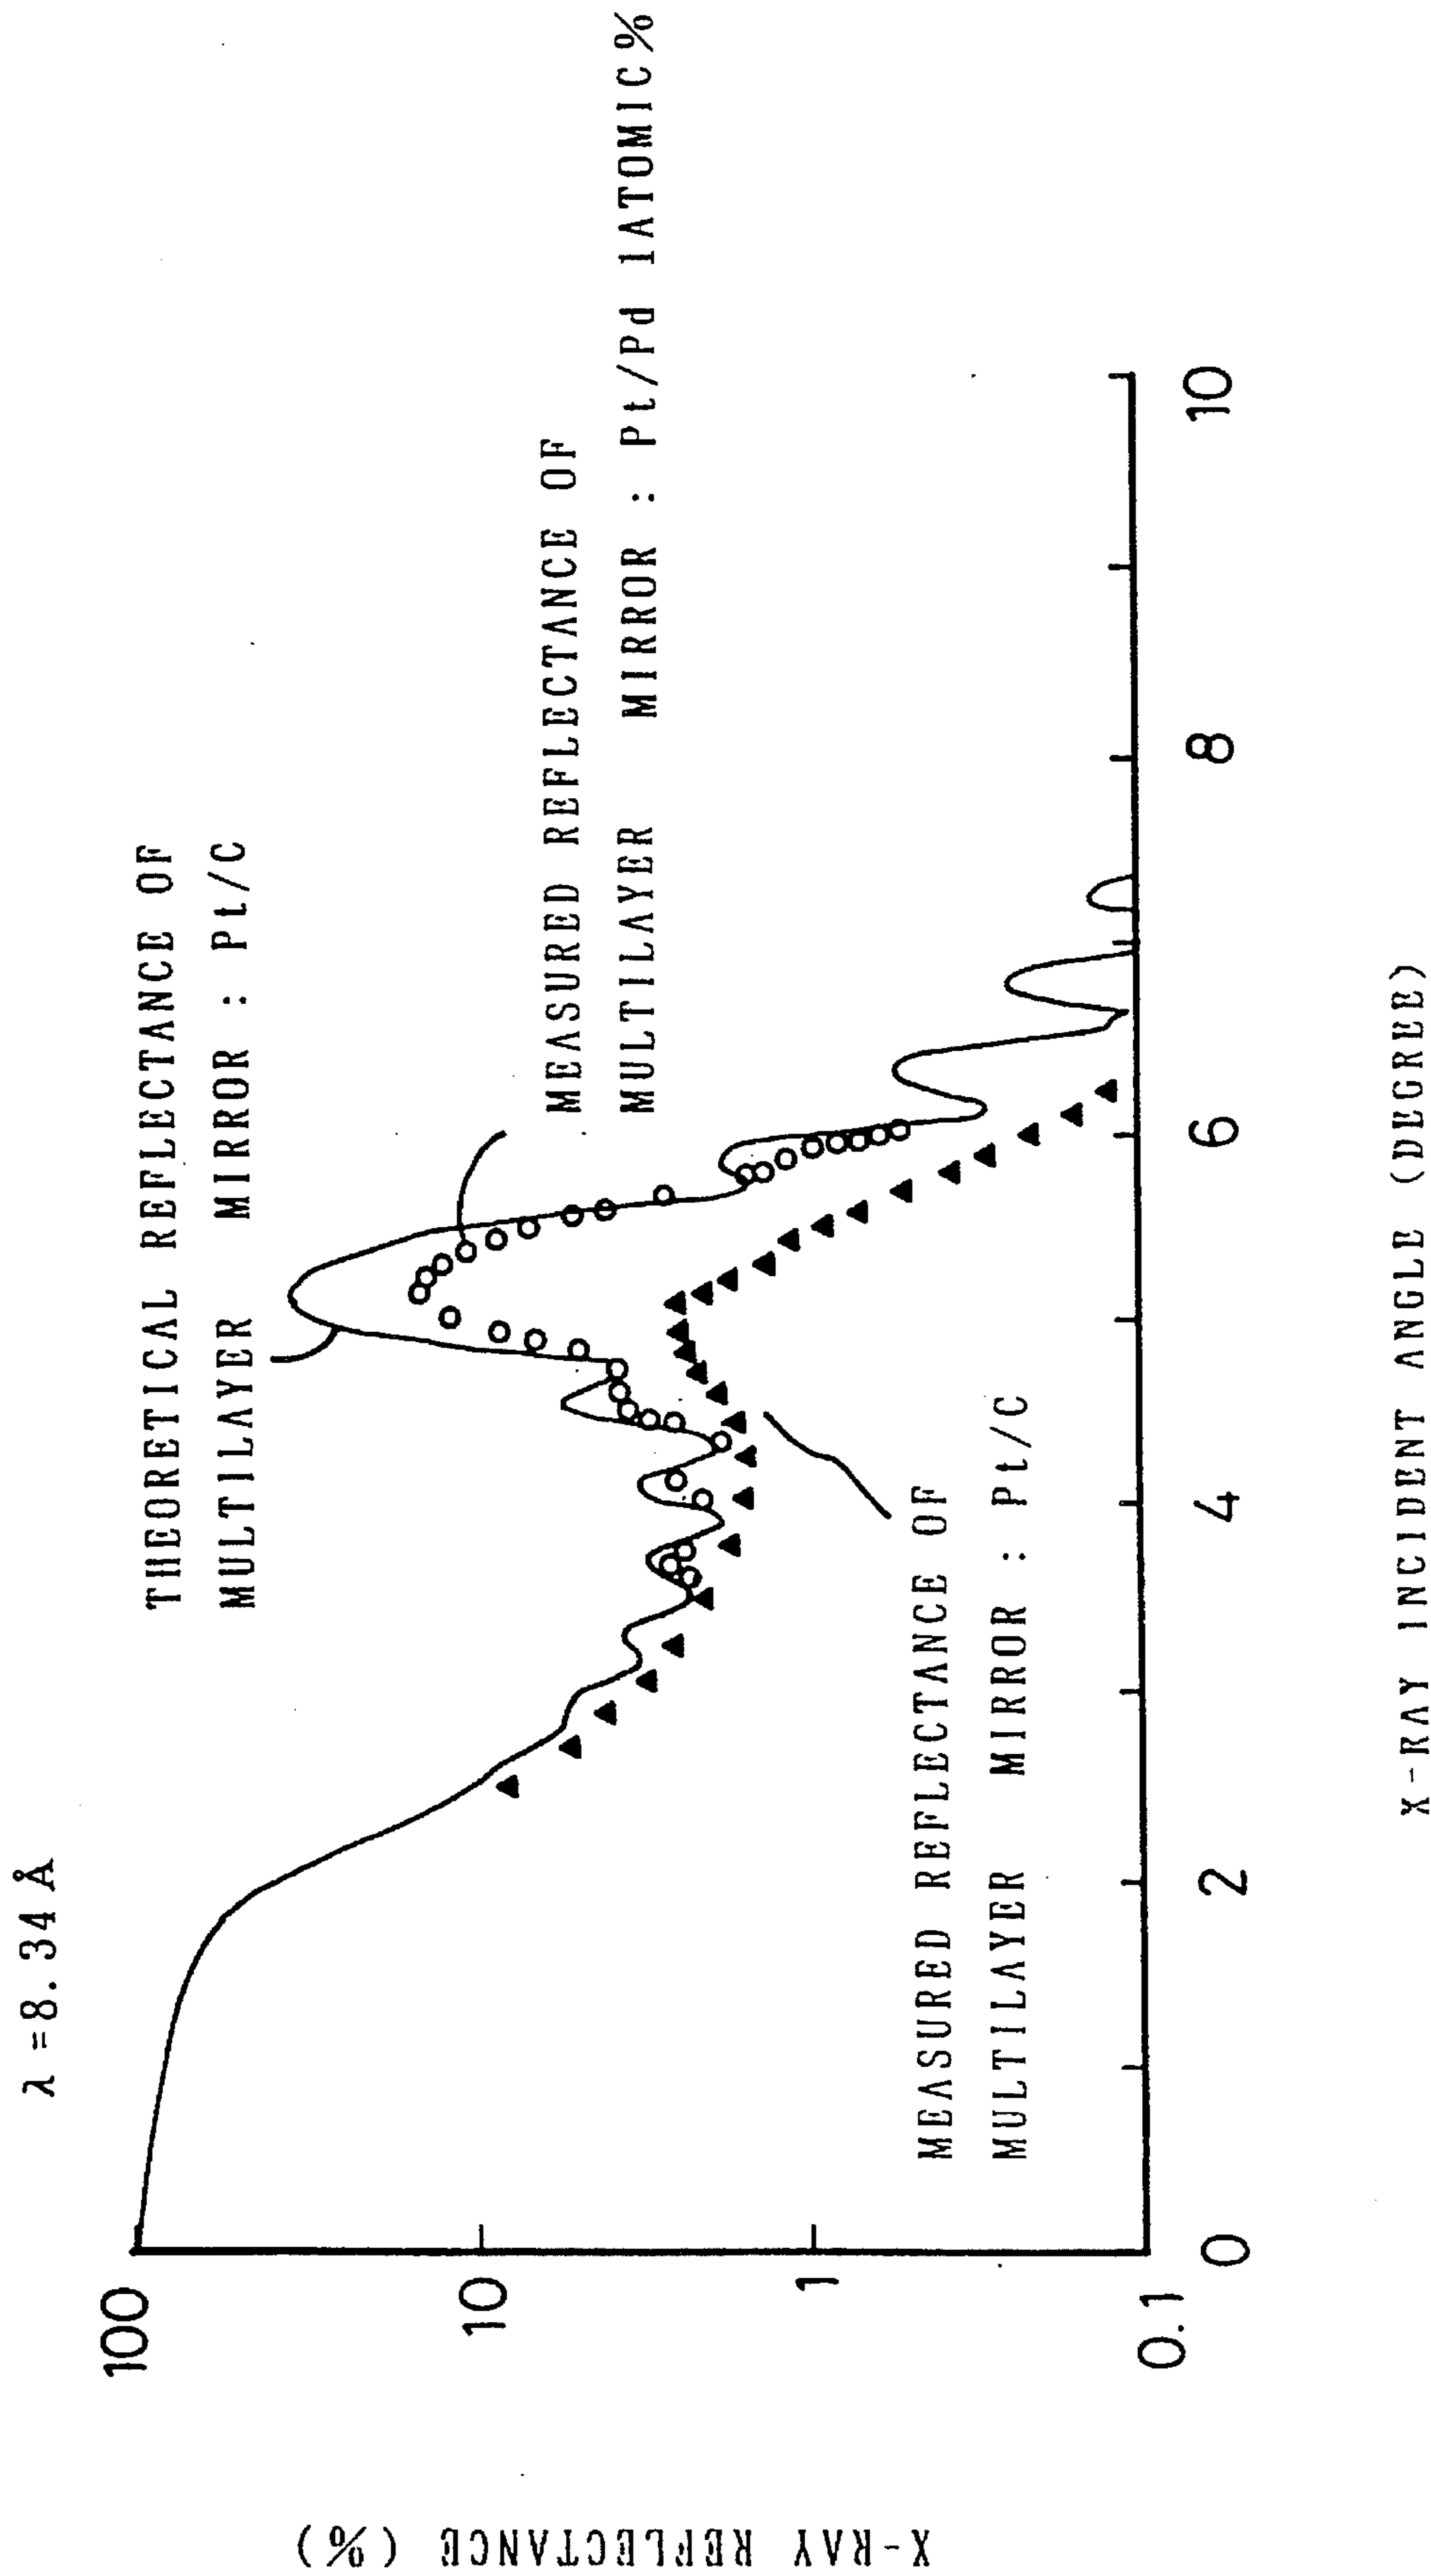 λ=8.34Å
THEORETICAL REFLECTANCE OF
MULTILAYER MIRROR : Pt/C
MEASURED REFLECTANCE OF
MULTILAYER MIRROR : Pt/Pd 1ATOMIC%
MEASURED REFLECTANCE OF
MULTILAYER MIRROR : Pt/C
X-RAY REFLECTANCE (%)
100
10
1
0.1
0 2 4 6 8 10
X-RAY INCIDENT ANGLE (DEGREE)